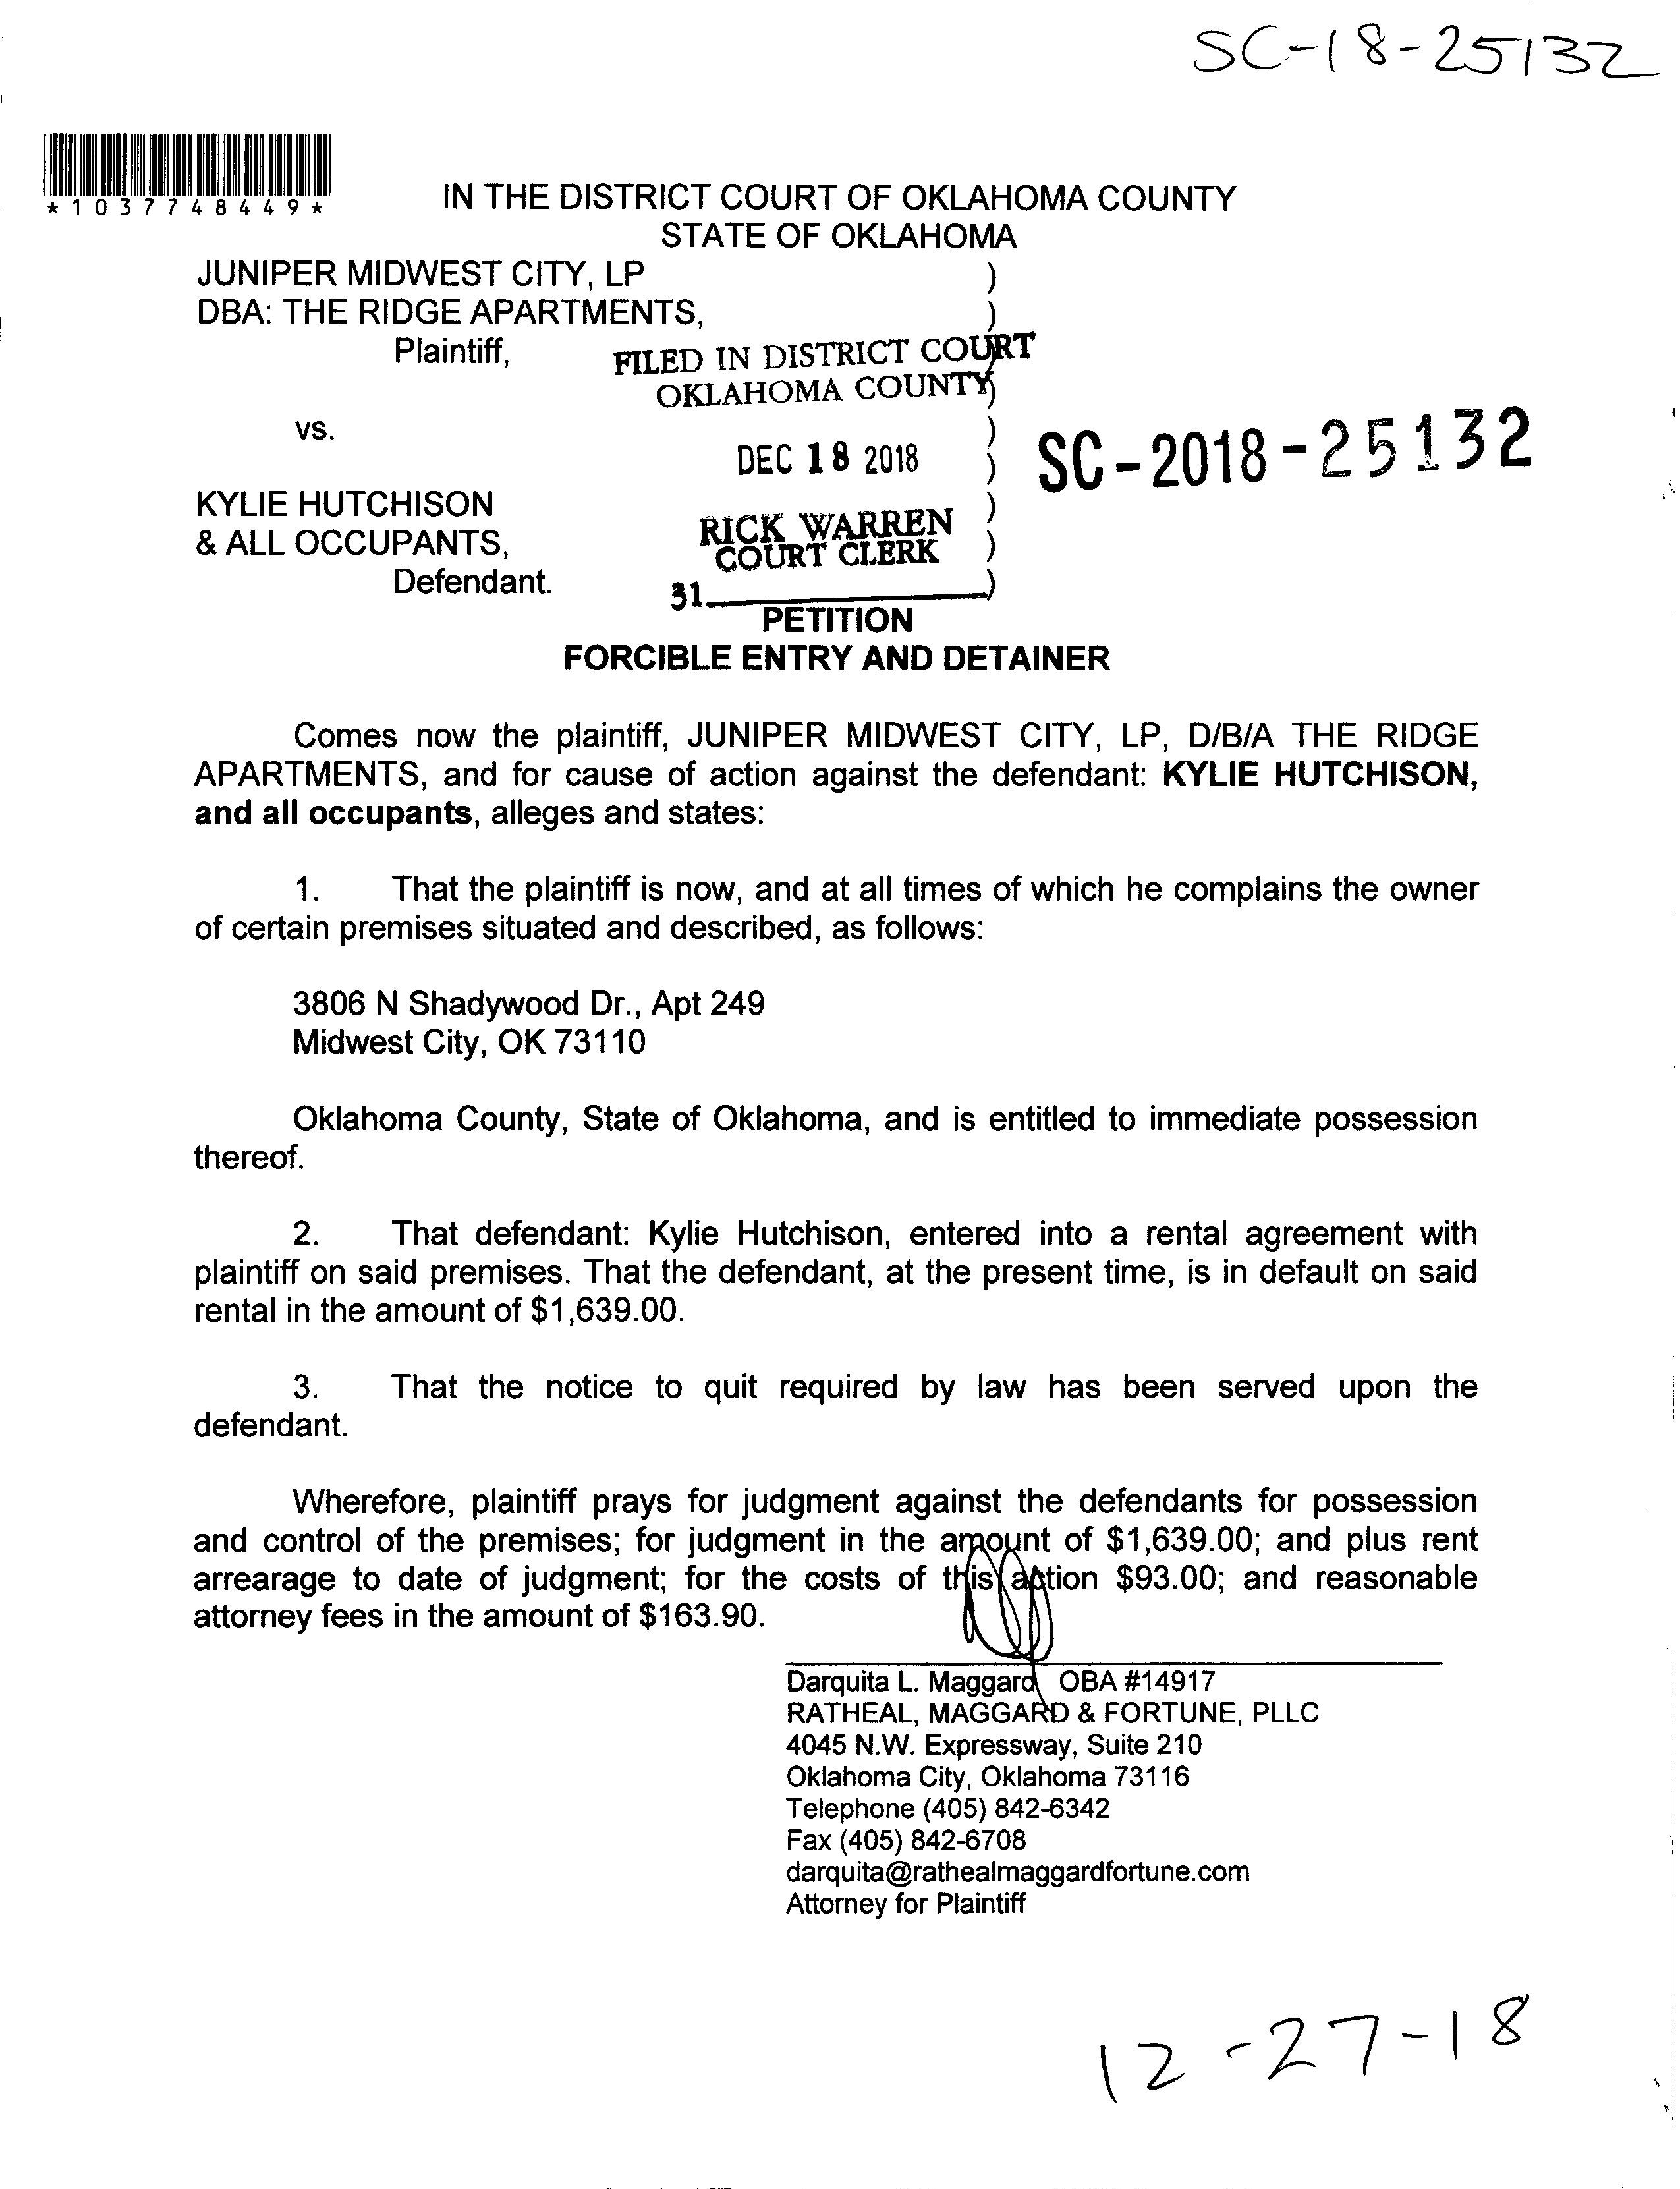 SC-18-25132
*1037748449*
IN THE DISTRICT COURT OF OKLAHOMA COUNTY
STATE OF OKLAHOMA
JUNIPER MIDWEST CITY, LP )
DBA: THE RIDGE APARTMENTS, )
Plaintiff, )
FILED IN DISTRICT COURT
OKLAHOMA COUNTY )
vs. )
DEC 18 2018 ) SC-2018-25132
KYLIE HUTCHISON )
& ALL OCCUPANTS, )
RICK WARREN
COURT CLERK
Defendant. )
31
PETITION
FORCIBLE ENTRY AND DETAINER
Comes now the plaintiff, JUNIPER MIDWEST CITY, LP, D/B/A THE RIDGE
APARTMENTS, and for cause of action against the defendant: KYLIE HUTCHISON,
and all occupants, alleges and states:
1. That the plaintiff is now, and at all times of which he complains the owner
of certain premises situated and described, as follows:
3806 N Shadywood Dr., Apt 249
Midwest City, OK 73110
Oklahoma County, State of Oklahoma, and is entitled to immediate possession
thereof.
2. That defendant: Kylie Hutchison, entered into a rental agreement with
plaintiff on said premises. That the defendant, at the present time, is in default on said
rental in the amount of $1,639.00.
3. That the notice to quit required by law has been served upon the
defendant.
Wherefore, plaintiff prays for judgment against the defendants for possession
and control of the premises; for judgment in the amount of $1,639.00; and plus rent
arrearage to date of judgment; for the costs of this action $93.00; and reasonable
attorney fees in the amount of $163.90.
Darquita L. Maggard OBA #14917
RATHEAL, MAGGARD & FORTUNE, PLLC
4045 N.W. Expressway, Suite 210
Oklahoma City, Oklahoma 73116
Telephone (405) 842-6342
Fax (405) 842-6708
darquita@rathealmaggardfortune.com
Attorney for Plaintiff
12-27-18